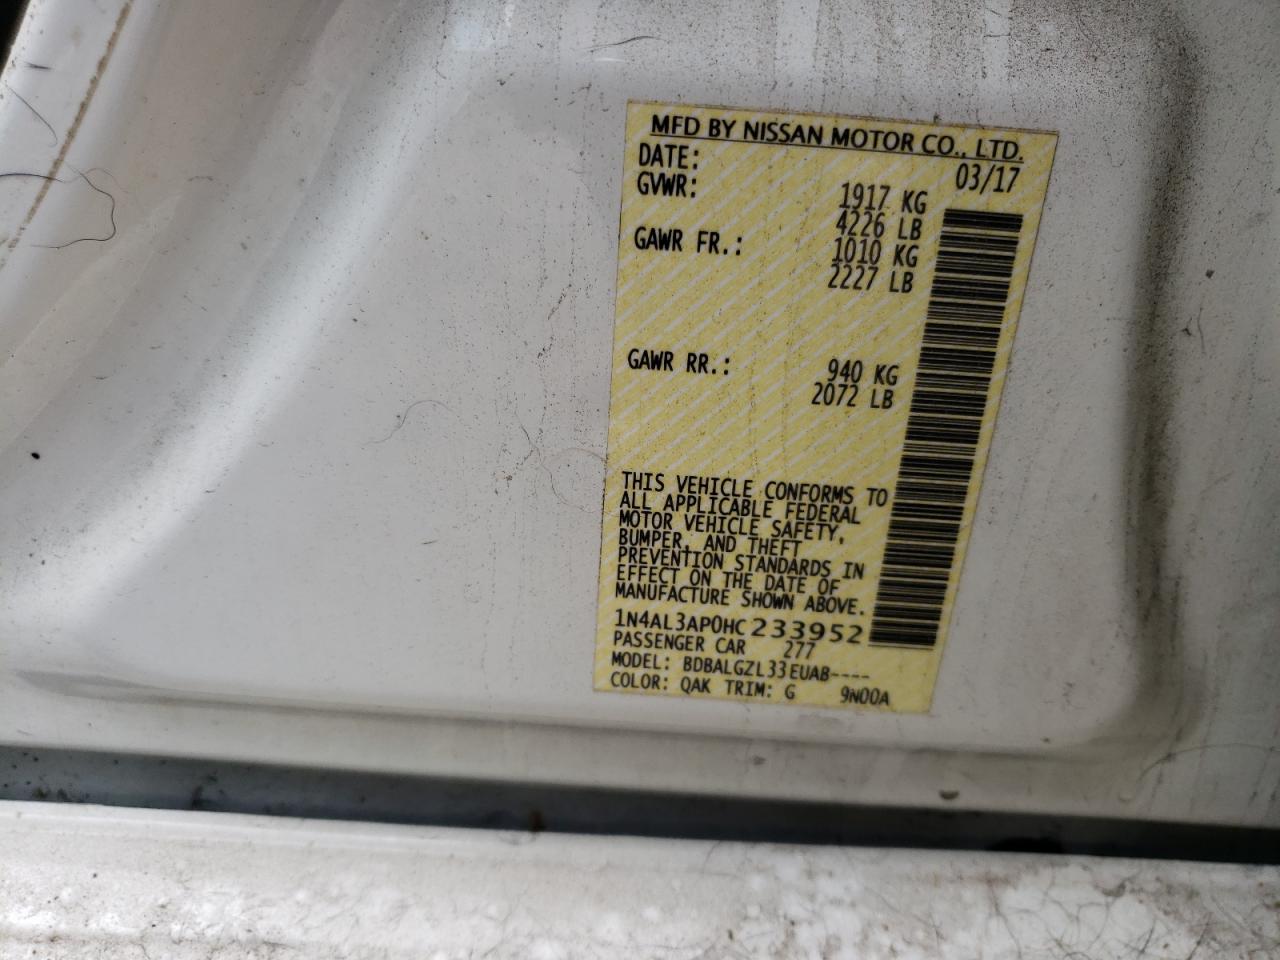 MFD BY NISSAN MOTOR CO., LTD.
DATE: 03/17
GVWR: 1917 KG
4226 LB
GAWR FR.: 1010 KG
2227 LB
GAWR RR.: 940 KG
2072 LB
THIS VEHICLE CONFORMS TO
ALL APPLICABLE FEDERAL
MOTOR VEHICLE SAFETY,
BUMPER, AND THEFT
PREVENTION STANDARDS IN
EFFECT ON THE DATE OF
MANUFACTURE SHOWN ABOVE.
1N4AL3AP0HC233952
PASSENGER CAR 277
MODEL: BDBALGZL33EUAB----
COLOR: QAK TRIM: G 9N00A